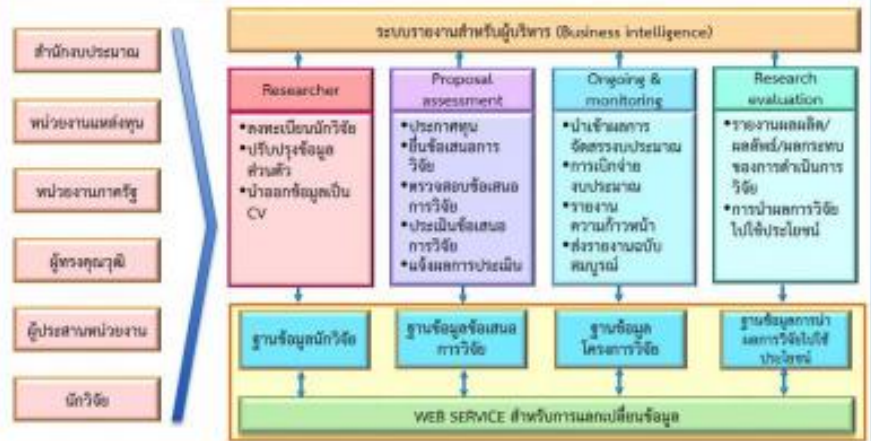 สำนักงบประมาณ
หน่วยงานแหล่งทุน
หน่วยงานภาครัฐ
ผู้ทรงคุณวุฒิ
ผู้ประสานหน่วยงาน
นักวิจัย
ระบบรายงานสำหรับผู้บริหาร (Business intelligence)
Researcher
•ลงทะเบียนนักวิจัย
•ปรับปรุงข้อมูล
ส่วนตัว
•นำออกข้อมูลเป็น
CV
Proposal
assessment
•ประกาศทุน
•ยื่นข้อเสนอการ
วิจัย
•ตรวจสอบข้อเสนอ
การวิจัย
•ประเมินข้อเสนอ
การวิจัย
•แจ้งผลการประเมิน
Ongoing &
monitoring
•นำเข้าผลการ
จัดสรรงบประมาณ
•การเบิกจ่าย
งบประมาณ
•รายงาน
ความก้าวหน้า
•ส่งรายงานฉบับ
สมบูรณ์
Research
evaluation
•รายงานผลผลิต/
ผลลัพธ์/ผลกระทบ
ของการดำเนินการ
วิจัย
•การนำผลการวิจัย
ไปใช้ประโยชน์
ฐานข้อมูลนักวิจัย
ฐานข้อมูลข้อเสนอ
การวิจัย
ฐานข้อมูล
โครงการวิจัย
ฐานข้อมูลการนำ
ผลการวิจัยไปใช้
ประโยชน์
WEB SERVICE สำหรับการแลกเปลี่ยนข้อมูล